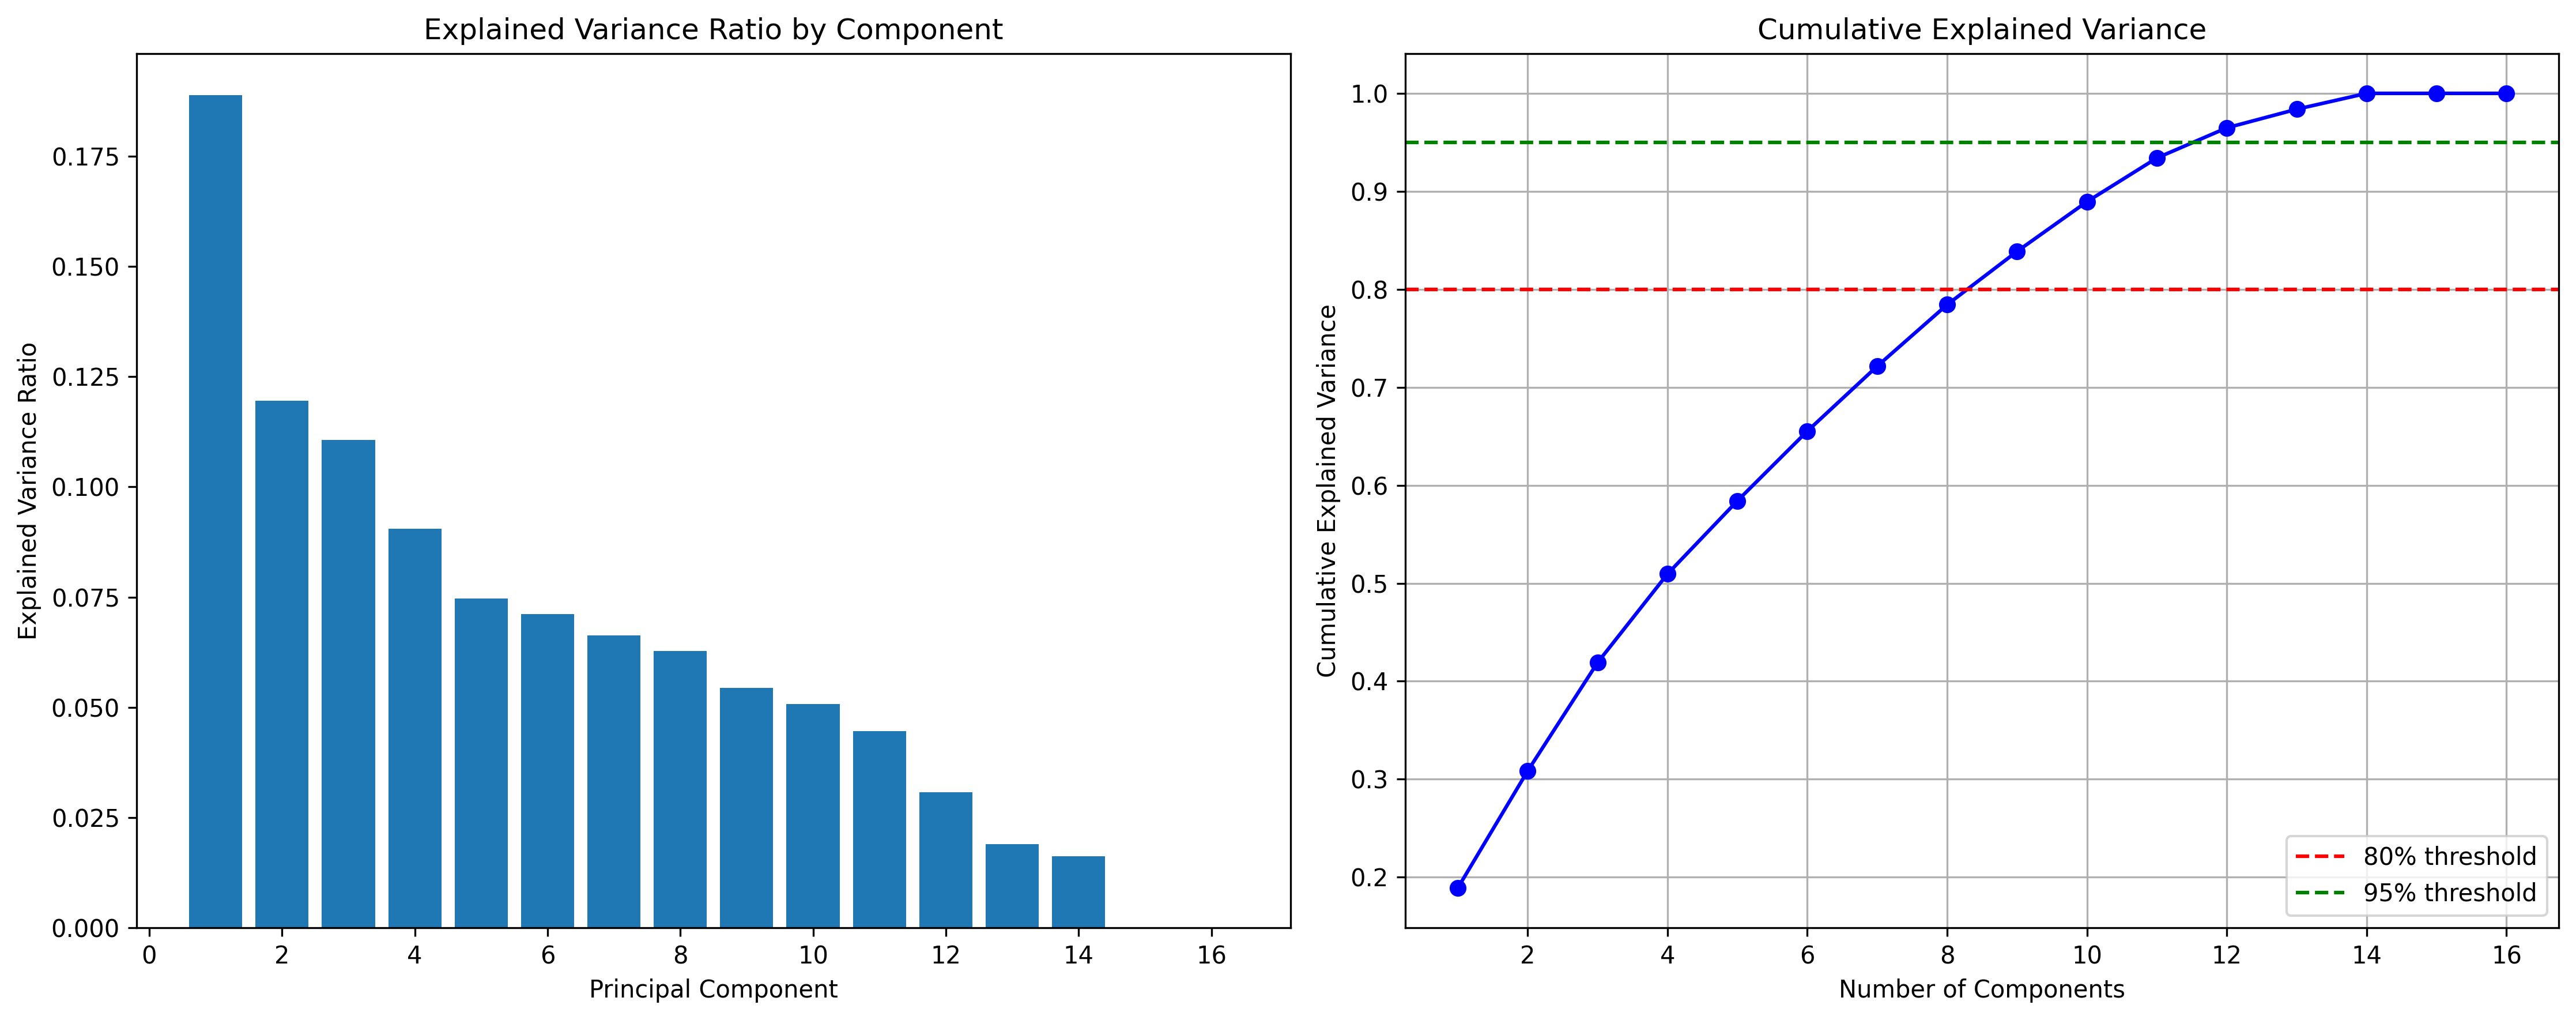 Explained Variance Ratio by Component
Explained Variance Ratio
0.175
0.150
0.125
0.100
0.075
0.050
0.025
0.000
0 2 4 6 8 10 12 14 16
Principal Component
Cumulative Explained Variance
Cumulative Explained Variance
1.0
0.9
0.8
0.7
0.6
0.5
0.4
0.3
0.2
80% threshold
95% threshold
2 4 6 8 10 12 14 16
Number of Components